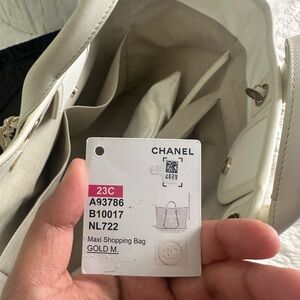 CHANEL
23C
A93786
B10017
NL722
Maxi Shopping Bag
GOLD M.